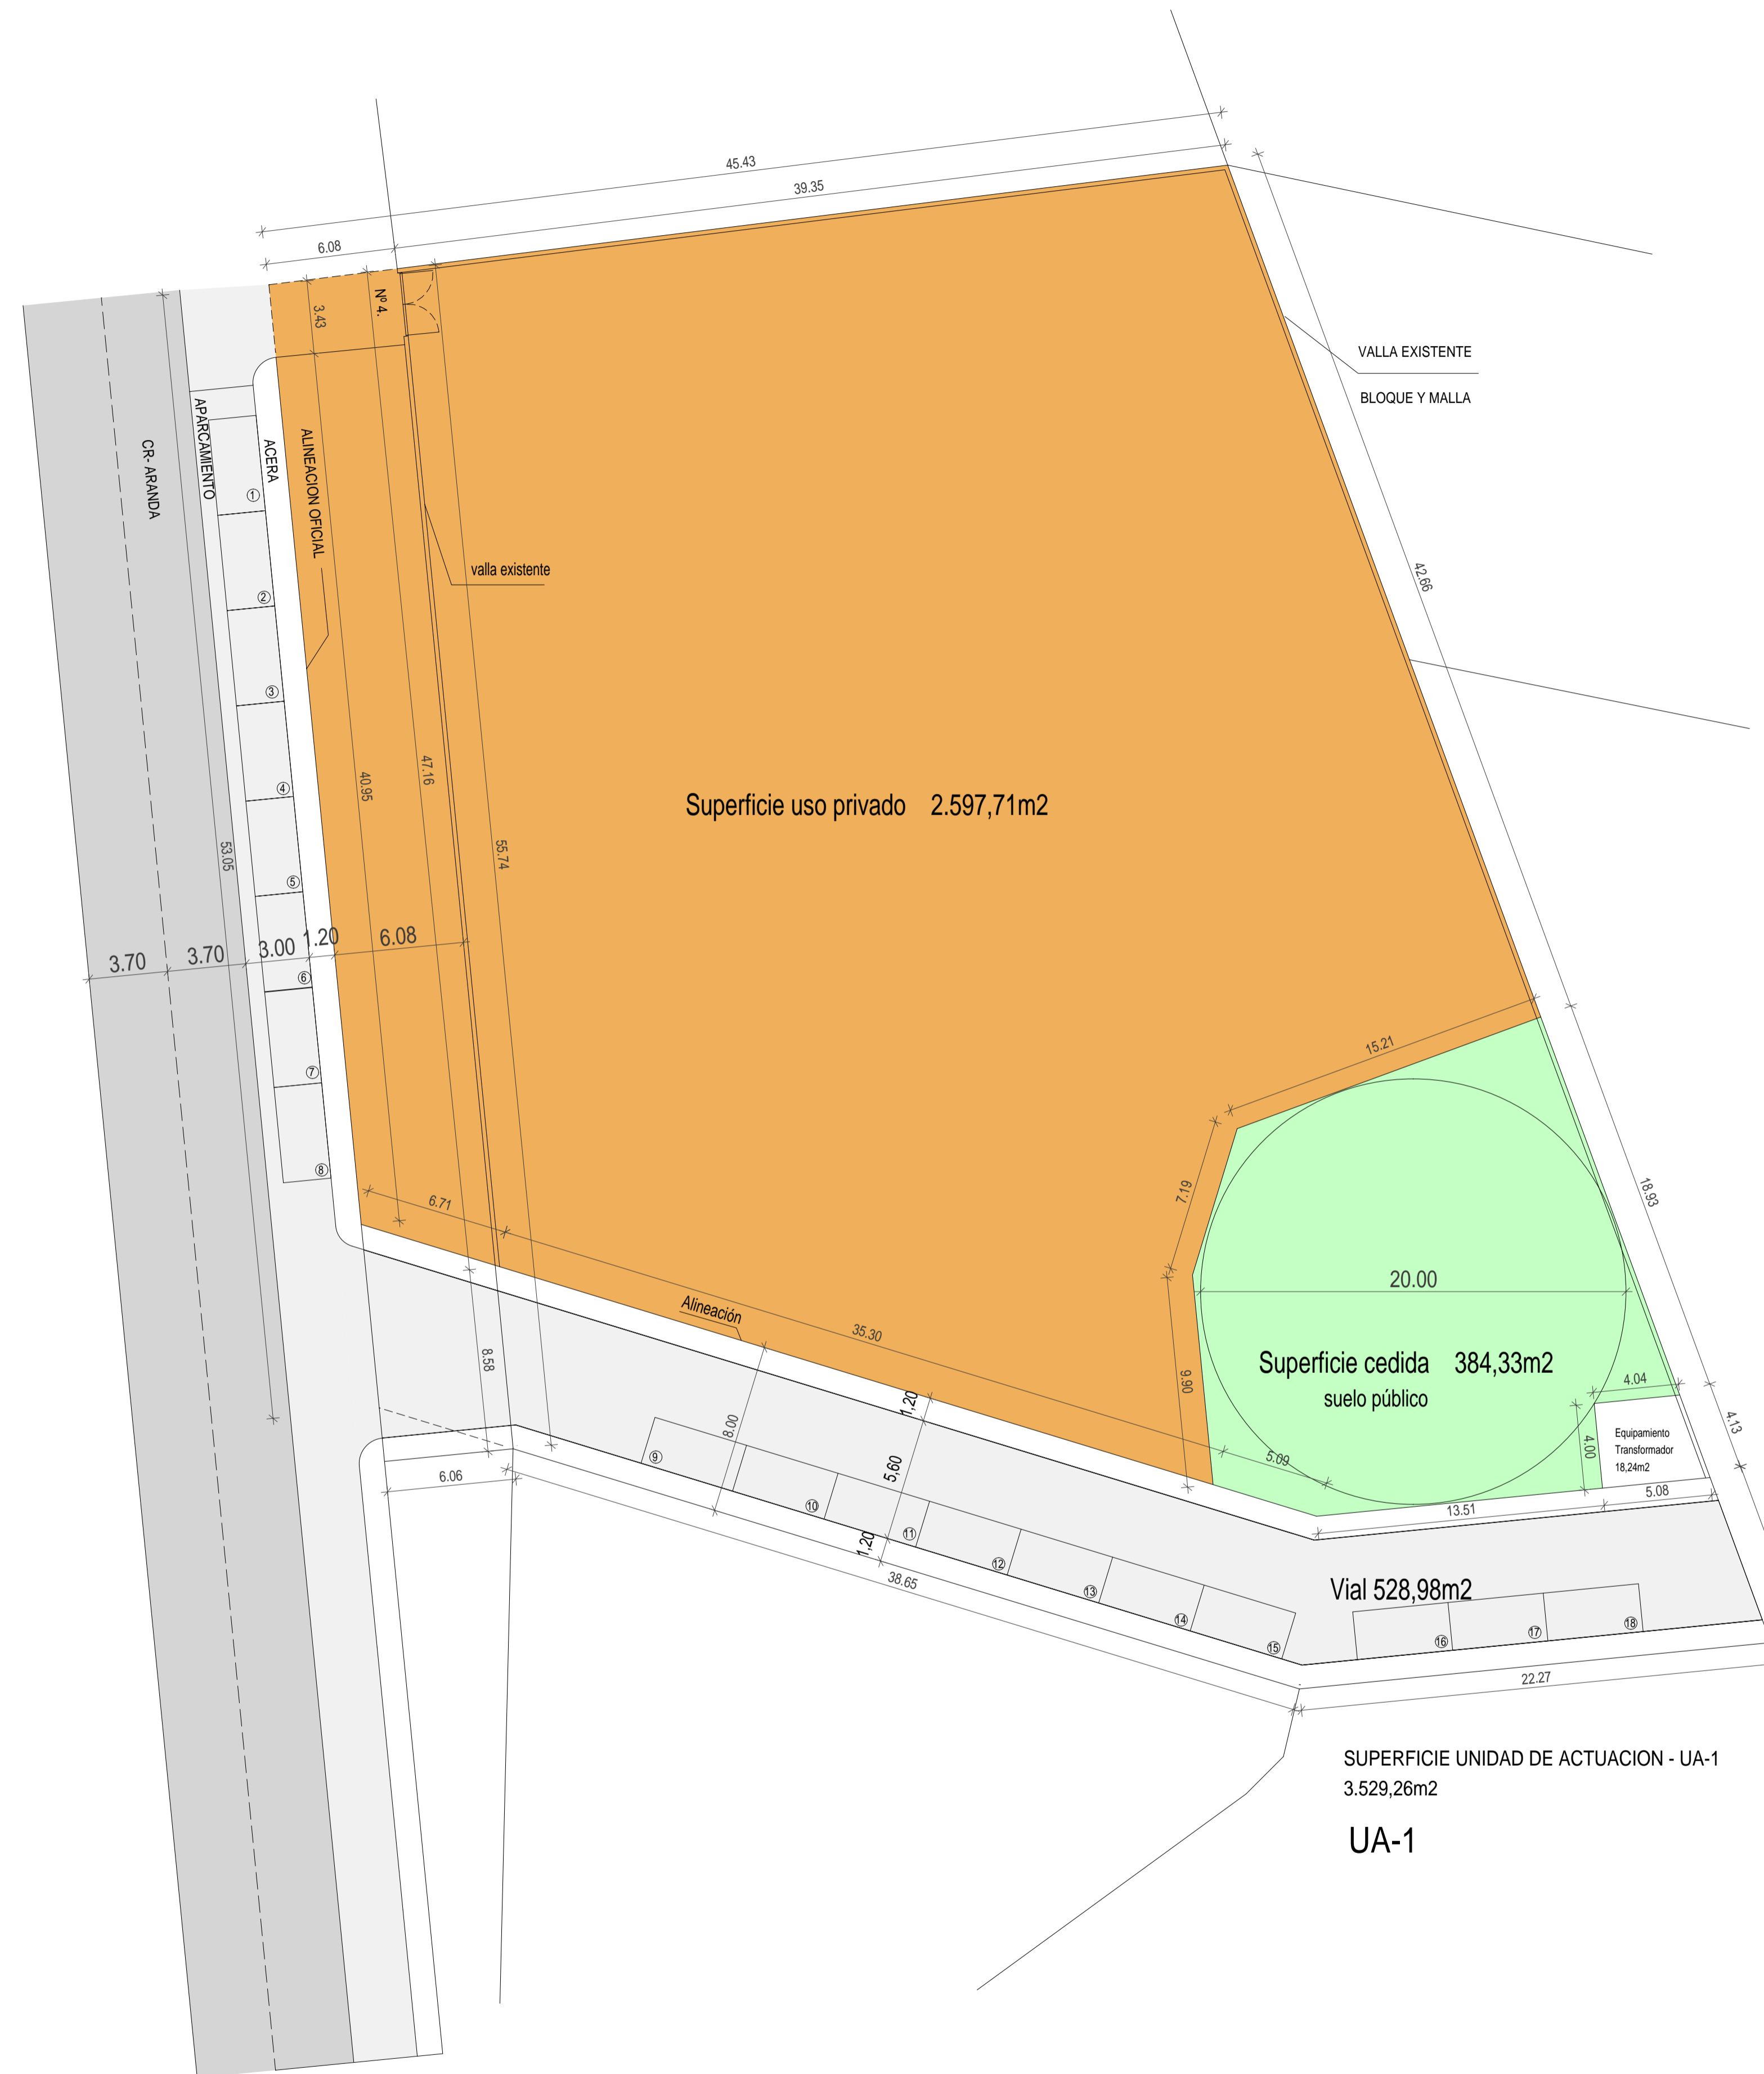 45.43
39.35
6.08
3.43
Nº 4.
VALLA EXISTENTE
BLOQUE Y MALLA
CR- ARANDA
APARCAMIENTO
ACERA
ALINEACION OFICIAL
valla existente
1
2
3
4
5
6
7
8
42.66
40.95
47.16
55.74
53.05
Superficie uso privado 2.597,71m2
3.70
3.70
3.00
1.20
6.08
15.21
7.19
18.93
6.71
20.00
Alineación
35.30
8.58
9.90
Superficie cedida 384,33m2
suelo público
4.04
4.00
4.13
Equipamiento
Transformador
18,24m2
1,20
8.00
5,60
1,20
5.09
6.06
13.51
5.08
9
10
11
12
13
14
15
16
17
18
38.65
Vial 528,98m2
22.27
SUPERFICIE UNIDAD DE ACTUACION - UA-1
3.529,26m2
UA-1